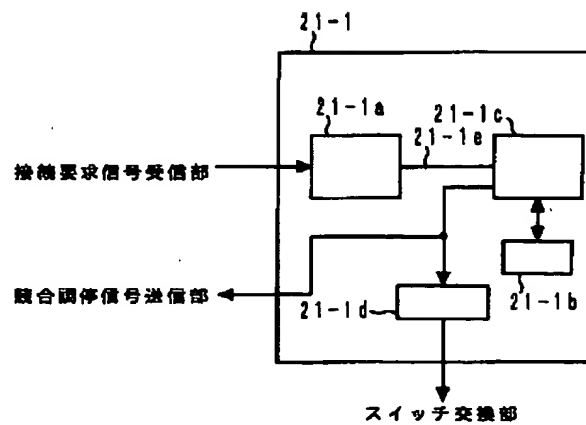 21-1
21-1a
21-1c
21-1e
接続要求信号受信部
競合調停信号送信部
21-1d
21-1b
スイッチ交換部